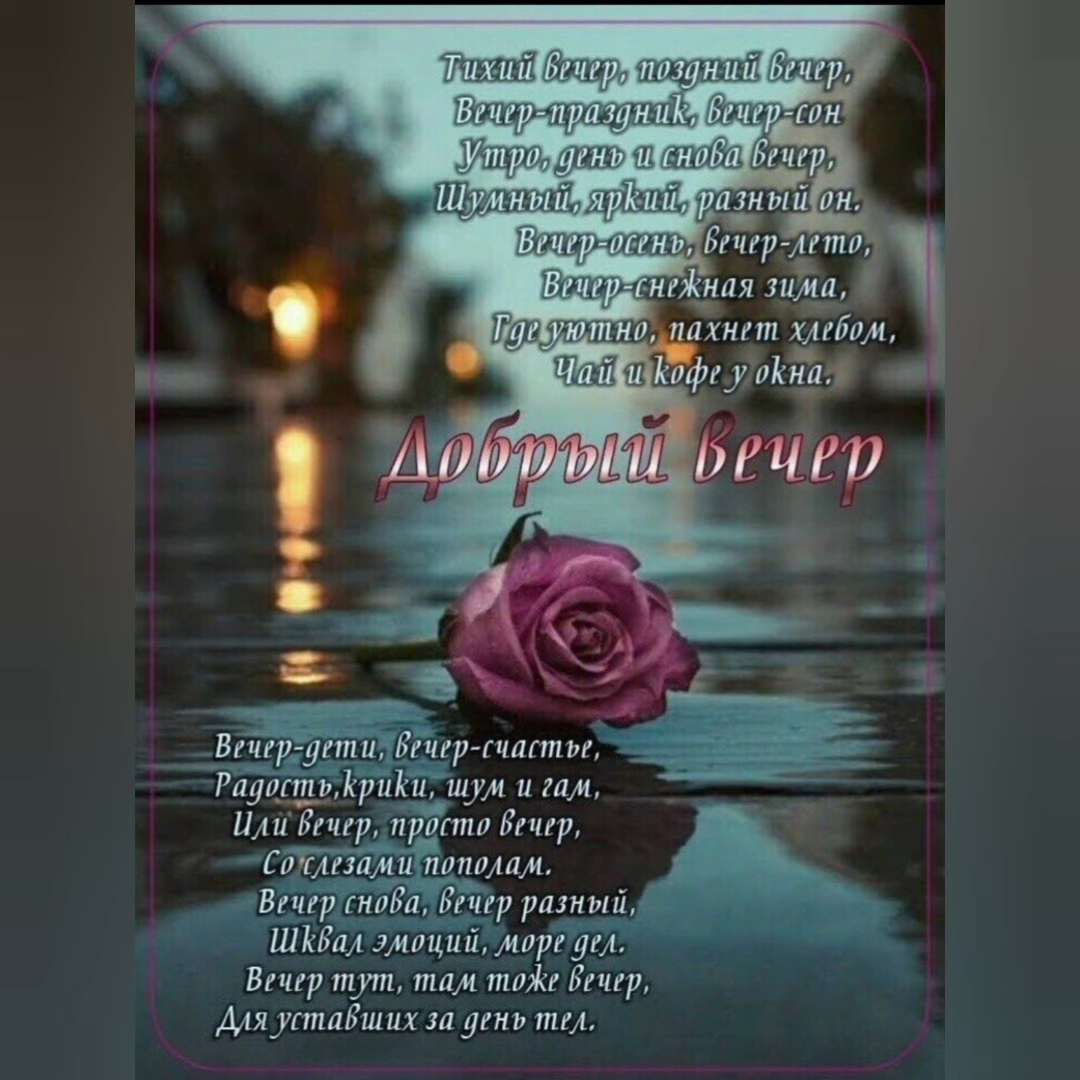 Тихий вечер, поздний вечер,
Вечер-праздник, вечер-сон
Утро, день и снова вечер,
Шумный, яркий, разный он.
Вечер-осень, вечер-лето,
Вечер-снежная зима,
Где уютно, пахнет хлебом,
Чай и кофе у окна.
Добрый вечер
Вечер-дети, вечер-счастье,
Радость,крики, шум и гам,
Или вечер, просто вечер,
Со слезами пополам.
Вечер снова, вечер разный,
Шквал эмоций, море дел.
Вечер тут, там тоже вечер,
Для уставших за день тел.